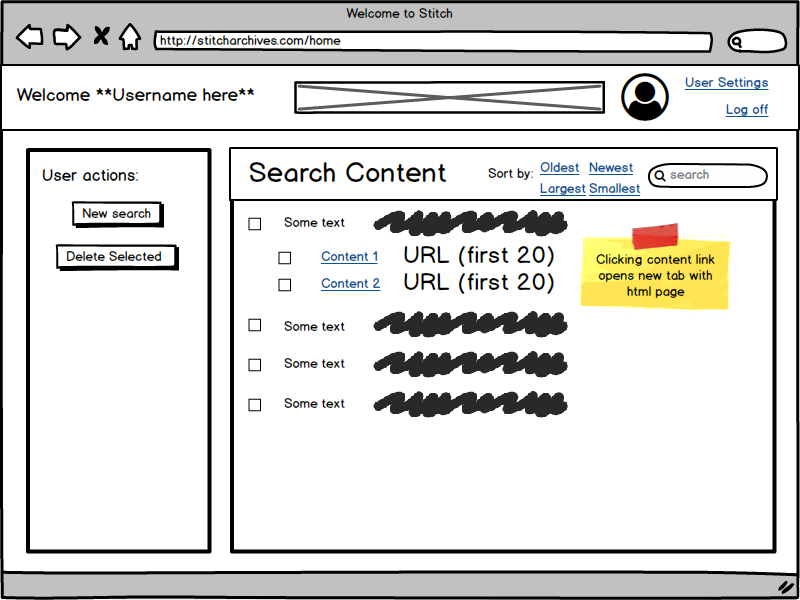 Welcome to Stitch
http://stitcharchives.com/home
Welcome **Username here**
User Settings
Log off
User actions:
New search
Delete Selected
Search Content
Sort by: Oldest Newest
Largest Smallest
search
Some text
Content 1 URL (first 20)
Content 2 URL (first 20)
Clicking content link
opens new tab with
html page
Some text
Some text
Some text